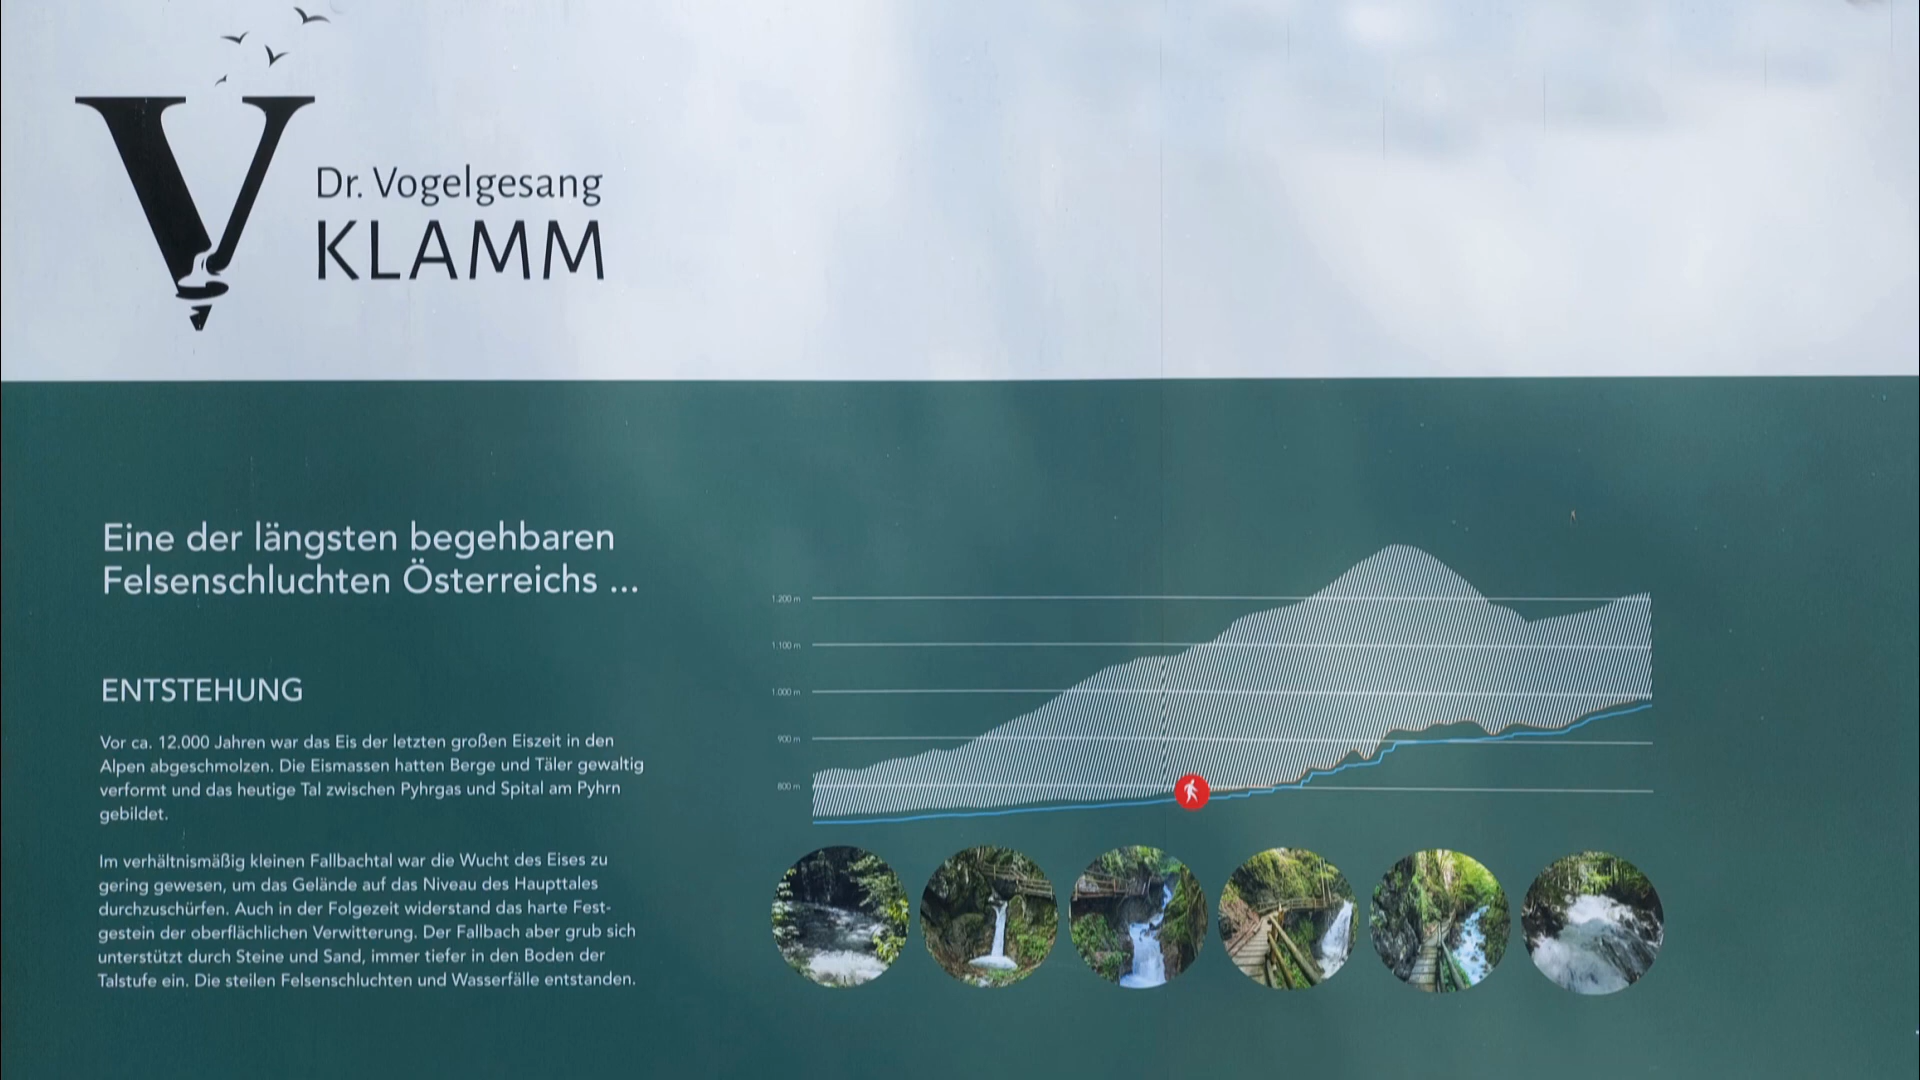 Dr. Vogelgesang
KLAMM
Eine der längsten begehbaren
Felsenschluchten Österreichs ...
ENTSTEHUNG
Vor ca. 12.000 Jahren war das Eis der letzten großen Eiszeit in den
Alpen abgeschmolzen. Die Eismassen hatten Berge und Täler gewaltig
verformt und das heutige Tal zwischen Pyhrgas und Spital am Pyhrn
gebildet.
Im verhältnismäßig kleinen Fallbachtal war die Wucht des Eises zu
gering gewesen, um das Gelände auf das Niveau des Haupttales
durchzuschürfen. Auch in der Folgezeit widerstand das harte Fest-
gestein der oberflächlichen Verwitterung. Der Fallbach aber grub sich
unterstützt durch Steine und Sand, immer tiefer in den Boden der
Talstufe ein. Die steilen Felsenschluchten und Wasserfälle entstanden.
1.200 m
1.100 m
1.000 m
900 m
800 m